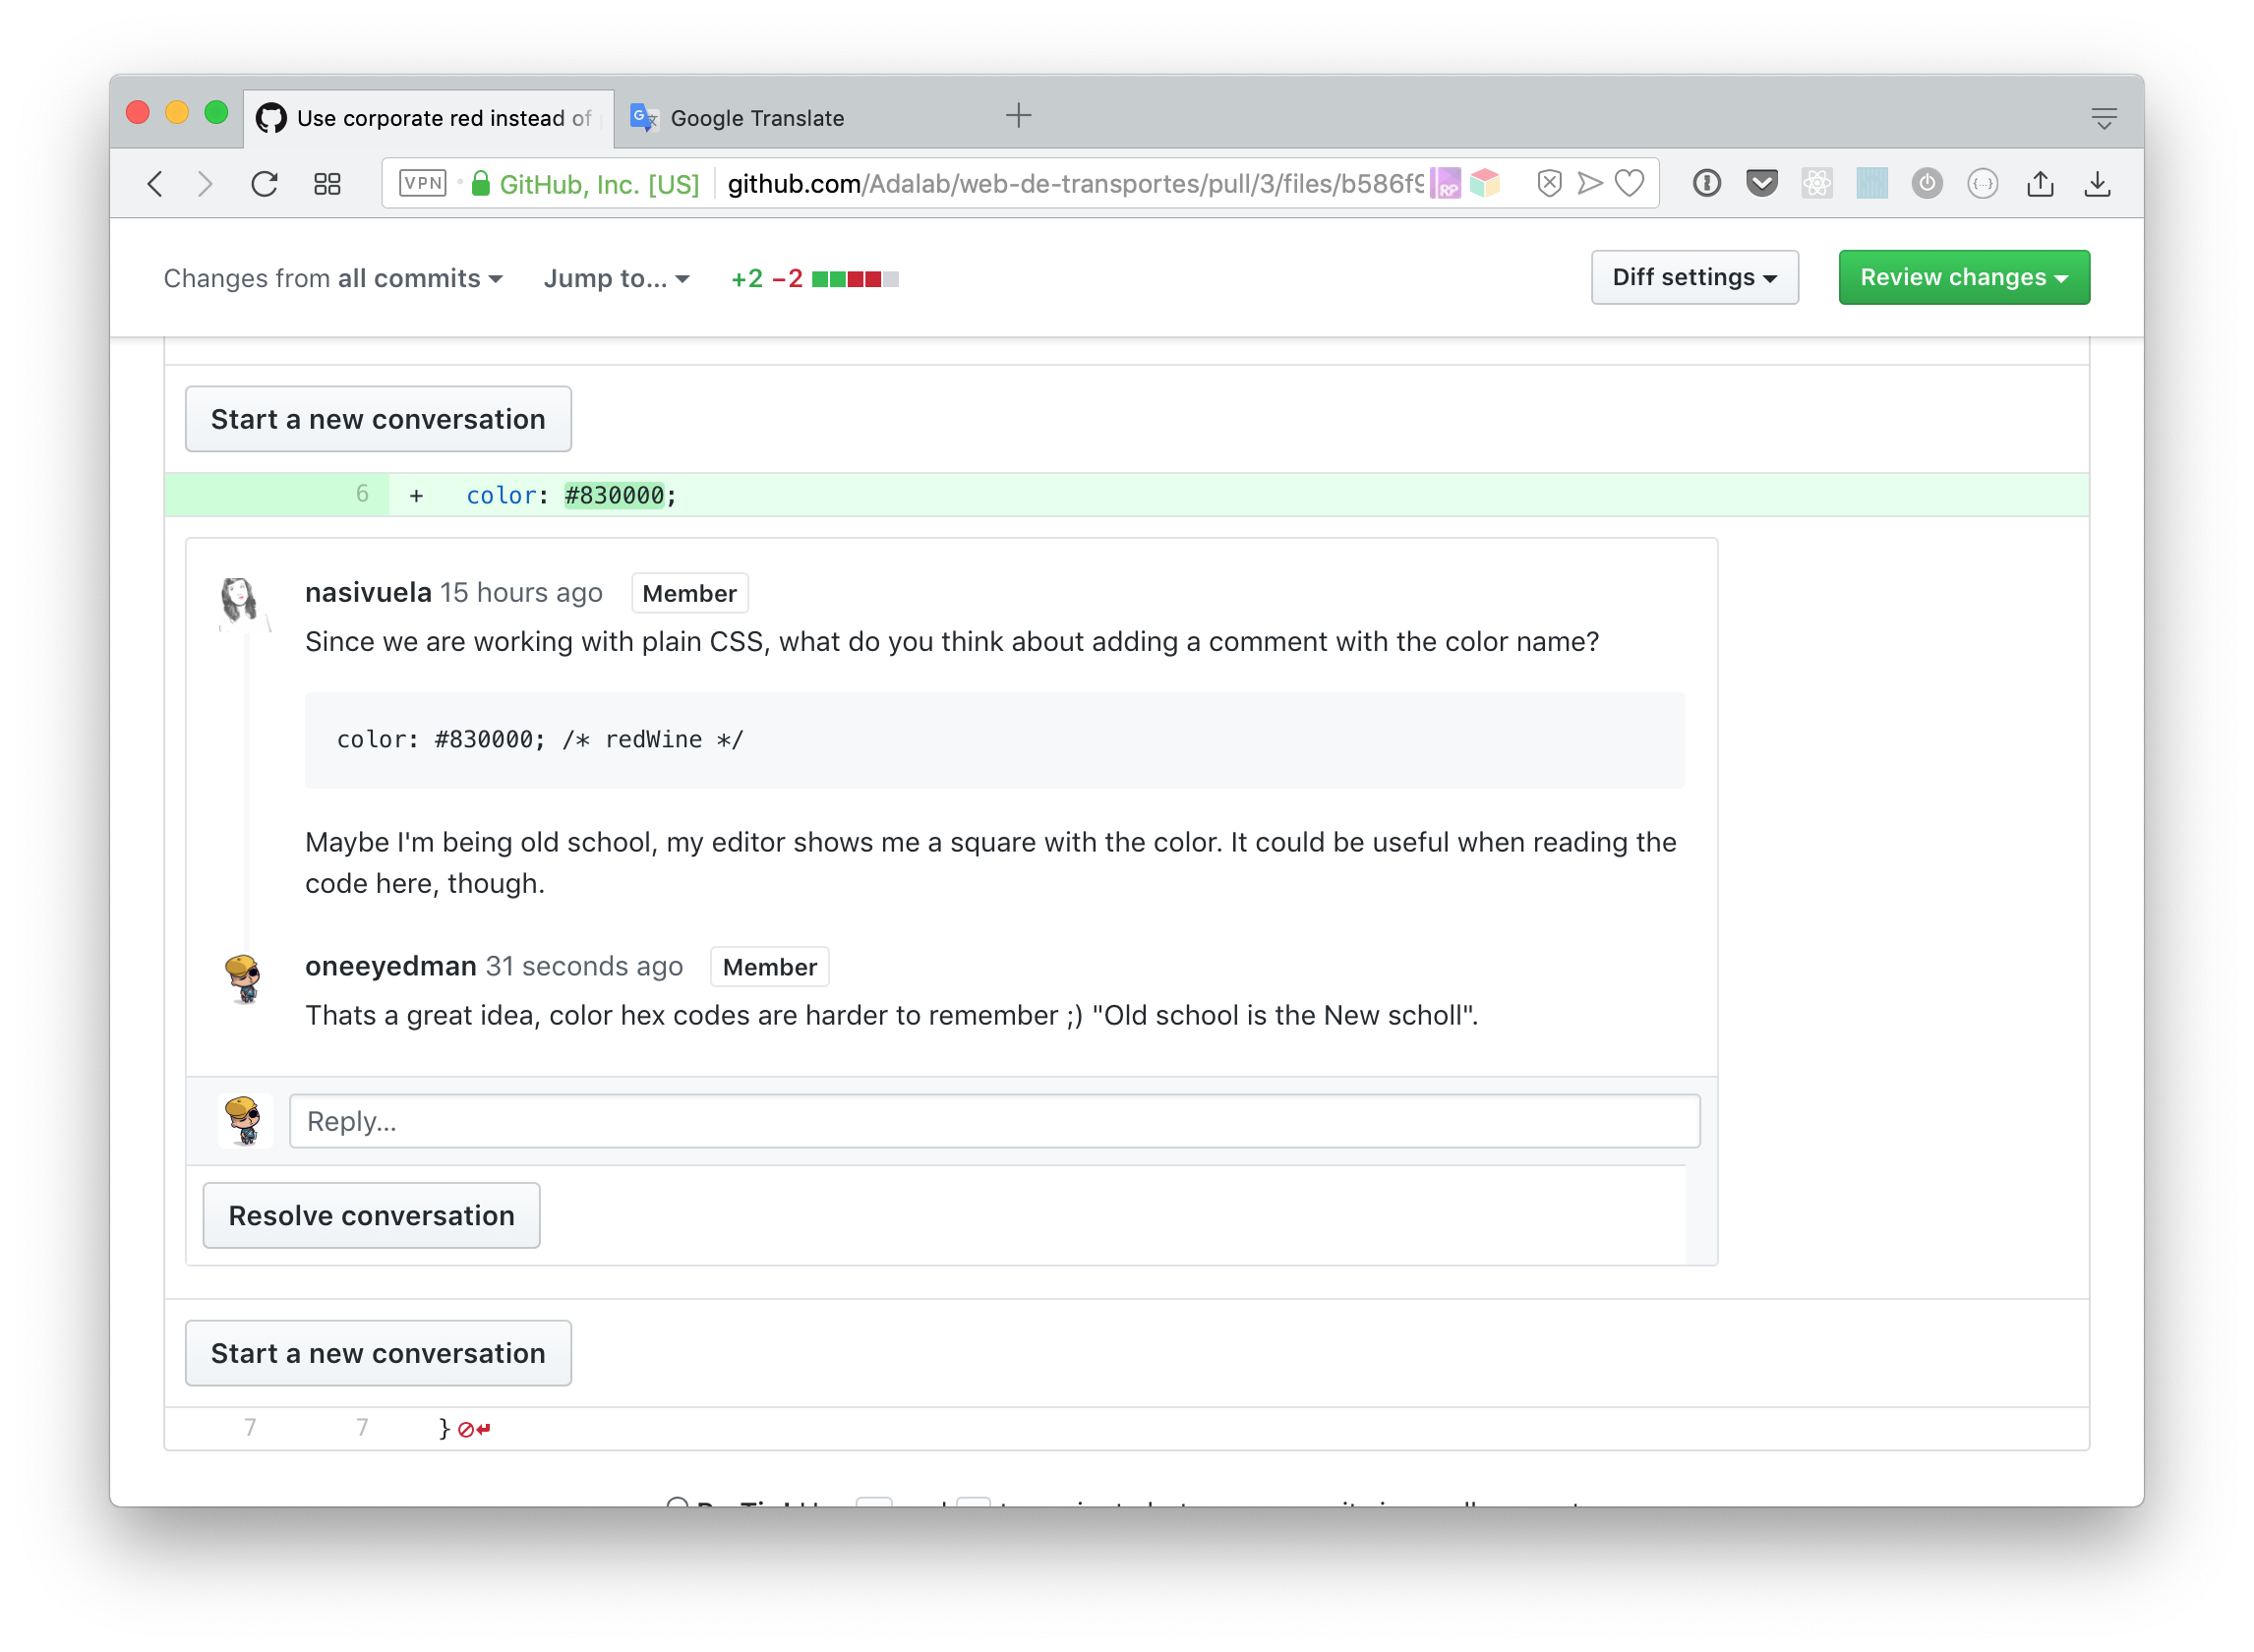 Use corporate red instead of
Google Translate
VPN GitHub, Inc. [US] github.com/Adalab/web-de-transportes/pull/3/files/b586f9
RP
Changes from all commits Jump to... +2 −2
Diff settings Review changes
Start a new conversation
6 + color: #830000;
nasivuela 15 hours ago Member
Since we are working with plain CSS, what do you think about adding a comment with the color name?
color: #830000; /* redWine */
Maybe I'm being old school, my editor shows me a square with the color. It could be useful when reading the
code here, though.
oneeyedman 31 seconds ago Member
Thats a great idea, color hex codes are harder to remember ;) "Old school is the New scholl".
Reply...
Resolve conversation
Start a new conversation
7 7 }